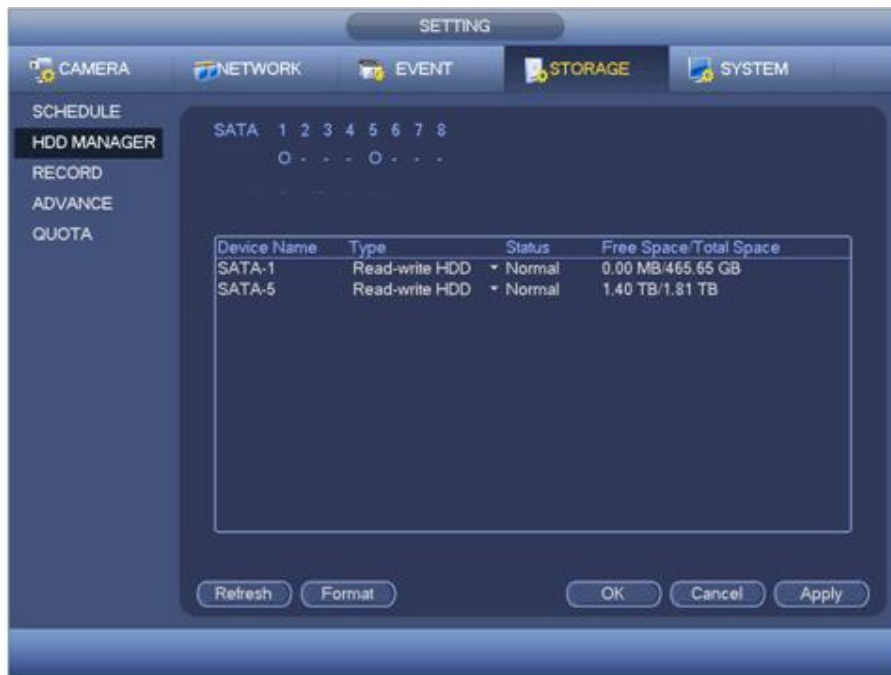 SETTING
CAMERA NETWORK EVENT STORAGE SYSTEM
SCHEDULE
HDD MANAGER
RECORD
ADVANCE
QUOTA
SATA 1 2 3 4 5 6 7 8
O - - - O - - -
Device Name Type Status Free Space/Total Space
SATA-1 Read-write HDD Normal 0.00 MB/465.65 GB
SATA-5 Read-write HDD Normal 1.40 TB/1.81 TB
Refresh Format OK Cancel Apply